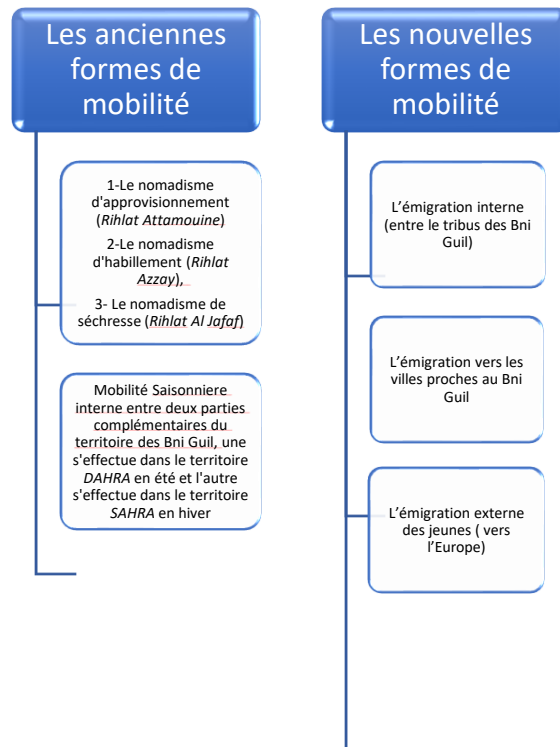 Les anciennes
formes de
mobilité
1-Le nomadisme
d'approvisionnement
(Rihlat Attamouine)
2-Le nomadisme
d'habillement (Rihlat
Azzay),
3- Le nomadisme de
séchresse (Rihlat Al Jafaf)
Mobilité Saisonniere
interne entre deux parties
complémentaires du
territoire des Bni Guil, une
s'effectue dans le territoire
DAHRA en été et l'autre
s'effectue dans le territoire
SAHRA en hiver
Les nouvelles
formes de
mobilité
L’émigration interne
(entre le tribus des Bni
Guil)
L’émigration vers les
villes proches au Bni
Guil
L’émigration externe
des jeunes ( vers
l’Europe)